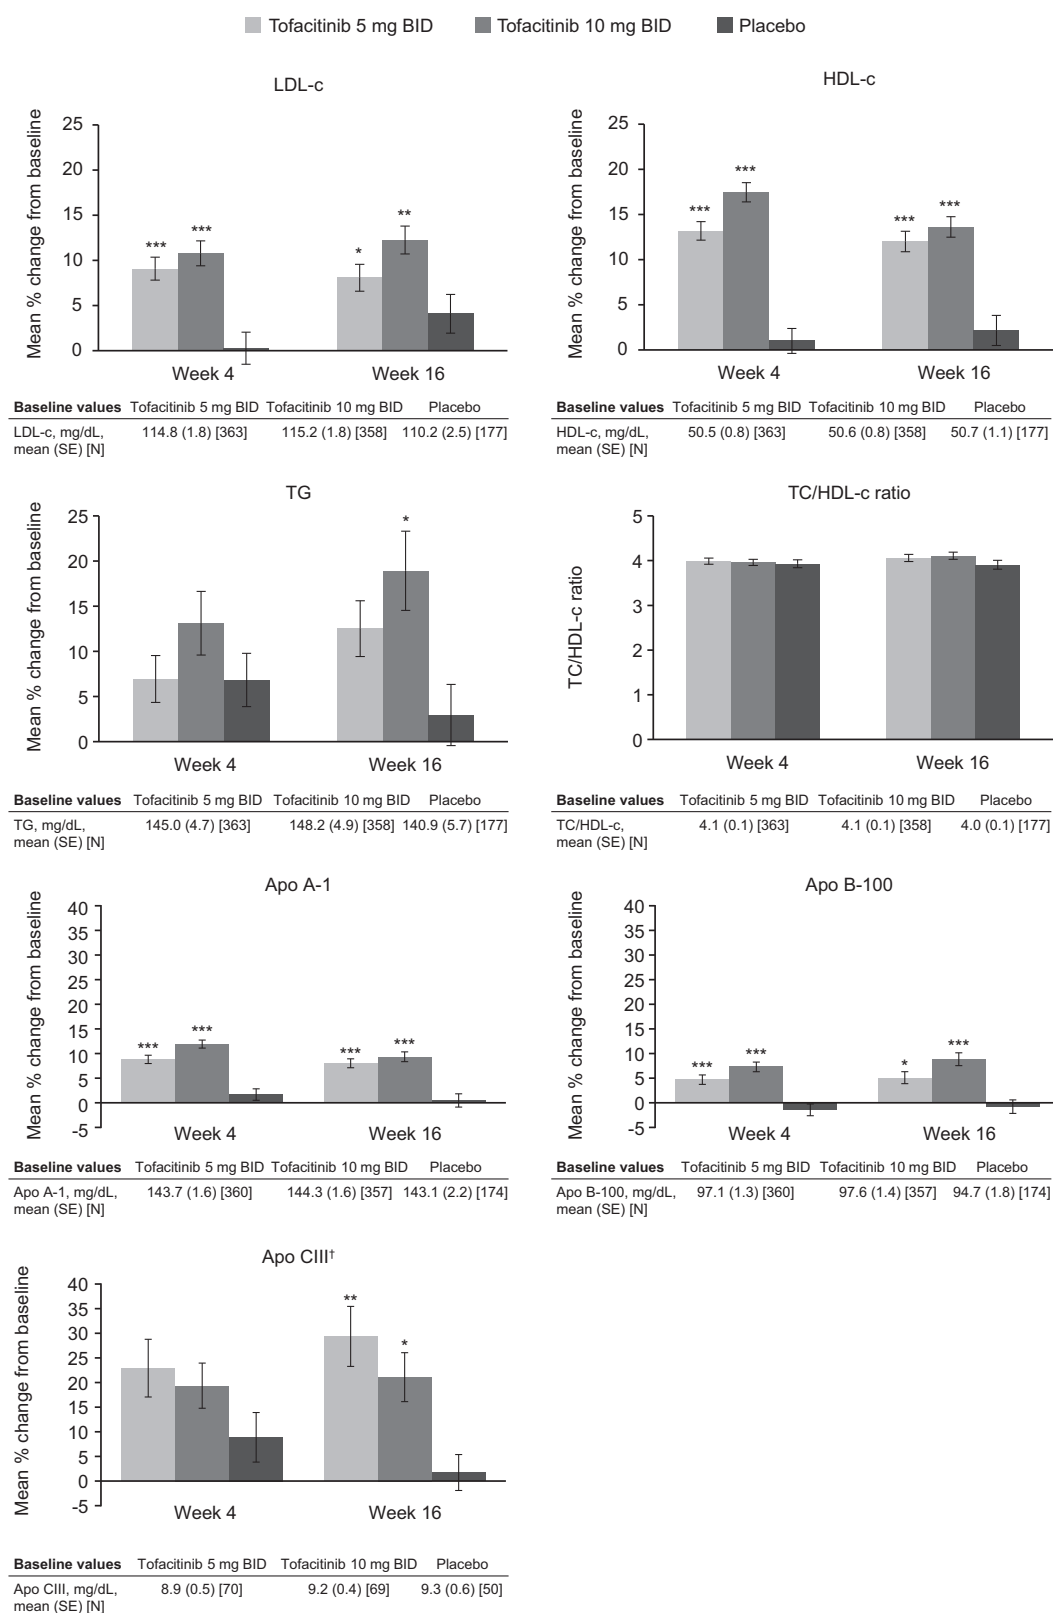 Tofacitinib 5 mg BID Tofacitinib 10 mg BID Placebo
LDL-c
Mean % change from baseline
25
20
15
10
5
0
***
***
*
**
Week 4 Week 16
Baseline values Tofacitinib 5 mg BID Tofacitinib 10 mg BID Placebo
LDL-c, mg/dL, 114.8 (1.8) [363] 115.2 (1.8) [358] 110.2 (2.5) [177]
mean (SE) [N]
HDL-c
Mean % change from baseline
25
20
15
10
5
0
***
***
***
***
Week 4 Week 16
Baseline values Tofacitinib 5 mg BID Tofacitinib 10 mg BID Placebo
HDL-c, mg/dL, 50.5 (0.8) [363] 50.6 (0.8) [358] 50.7 (1.1) [177]
mean (SE) [N]
TG
Mean % change from baseline
25
20
15
10
5
0
*
Week 4 Week 16
Baseline values Tofacitinib 5 mg BID Tofacitinib 10 mg BID Placebo
TG, mg/dL, 145.0 (4.7) [363] 148.2 (4.9) [358] 140.9 (5.7) [177]
mean (SE) [N]
TC/HDL-c ratio
TC/HDL-c ratio
5
4
3
2
1
0
Week 4 Week 16
Baseline values Tofacitinib 5 mg BID Tofacitinib 10 mg BID Placebo
TC/HDL-c, 4.1 (0.1) [363] 4.1 (0.1) [358] 4.0 (0.1) [177]
mean (SE) [N]
Apo A-1
Mean % change from baseline
40
35
30
25
20
15
10
5
0
-5
***
***
***
***
Week 4 Week 16
Baseline values Tofacitinib 5 mg BID Tofacitinib 10 mg BID Placebo
Apo A-1, mg/dL, 143.7 (1.6) [360] 144.3 (1.6) [357] 143.1 (2.2) [174]
mean (SE) [N]
Apo B-100
Mean % change from baseline
40
35
30
25
20
15
10
5
0
-5
***
***
*
***
Week 4 Week 16
Baseline values Tofacitinib 5 mg BID Tofacitinib 10 mg BID Placebo
Apo B-100, mg/dL, 97.1 (1.3) [360] 97.6 (1.4) [357] 94.7 (1.8) [174]
mean (SE) [N]
Apo CIII†
Mean % change from baseline
40
35
30
25
20
15
10
5
0
-5
**
*
Week 4 Week 16
Baseline values Tofacitinib 5 mg BID Tofacitinib 10 mg BID Placebo
Apo CIII, mg/dL, 8.9 (0.5) [70] 9.2 (0.4) [69] 9.3 (0.6) [50]
mean (SE) [N]